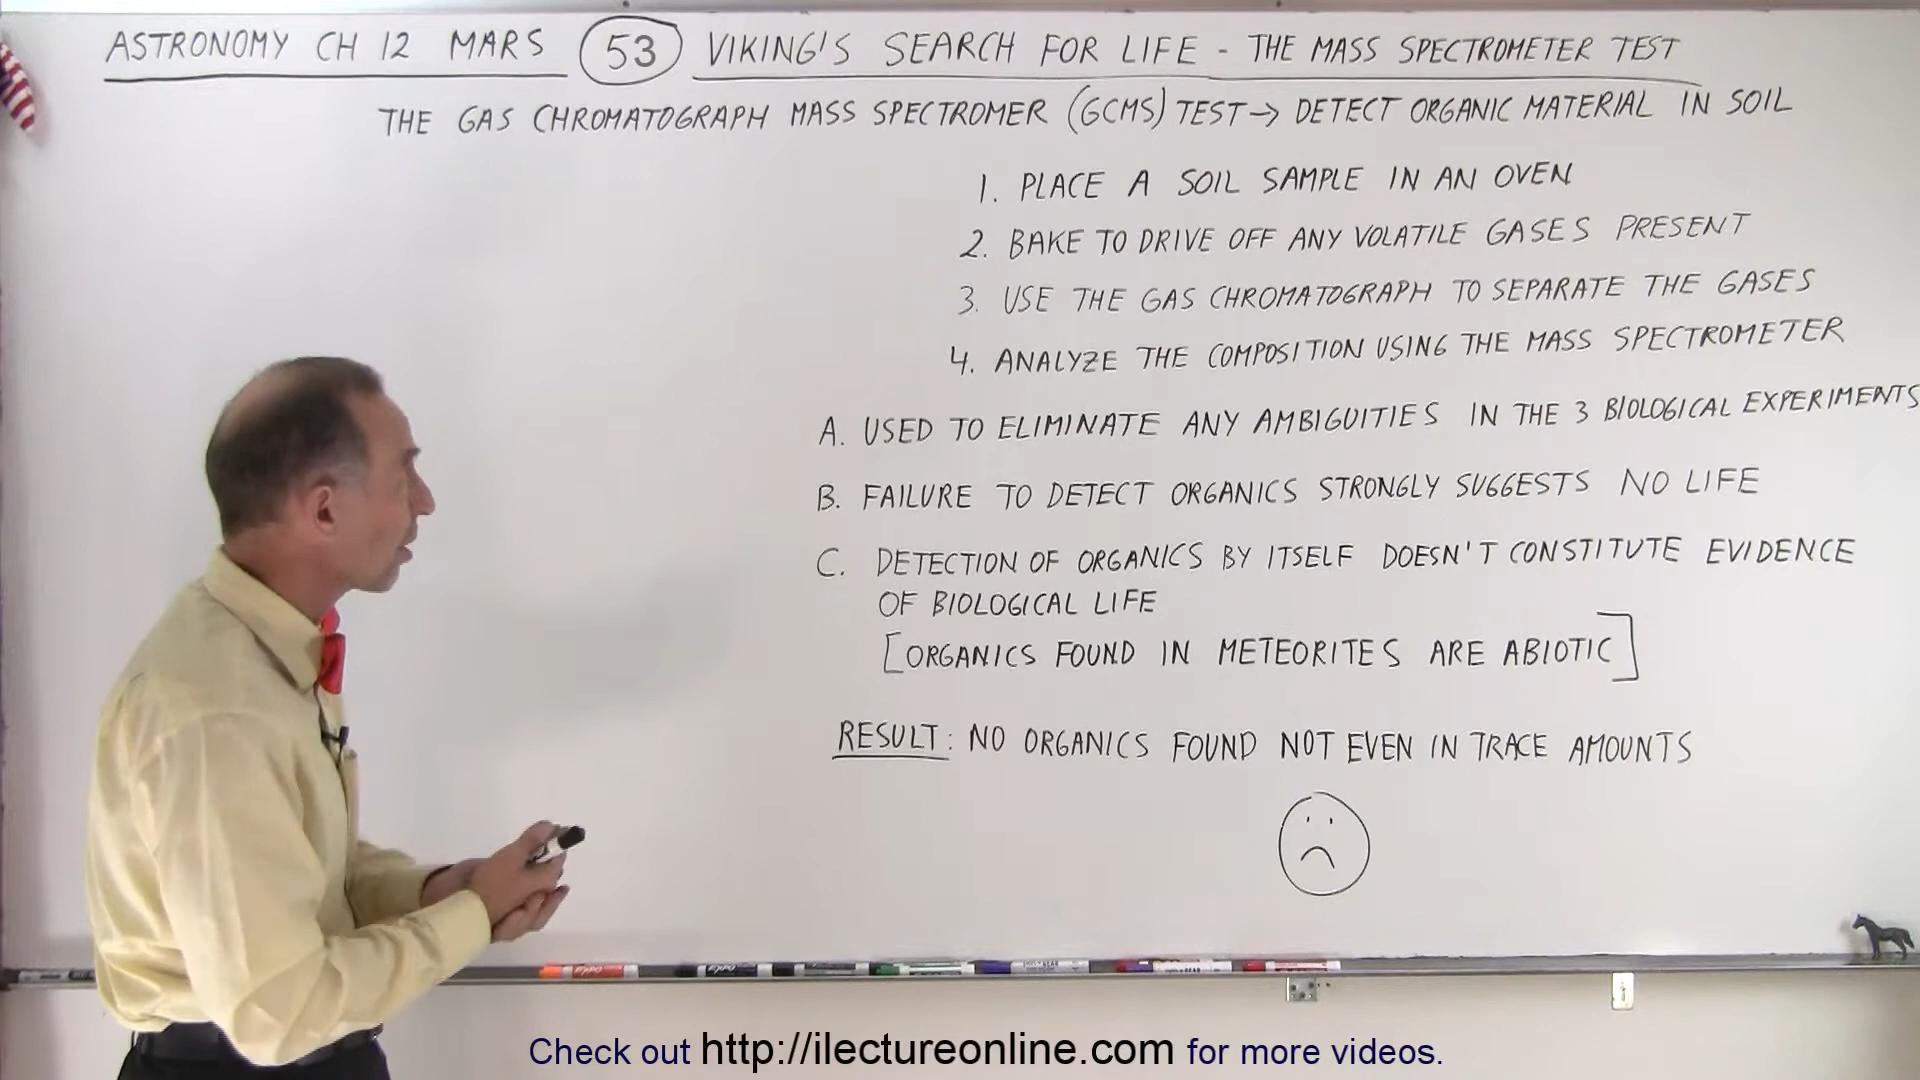 ASTRONOMY CH 12 MARS 53 VIKING'S SEARCH FOR LIFE - THE MASS SPECTROMETER TEST
THE GAS CHROMATOGRAPH MASS SPECTROMER (GCMS) TEST → DETECT ORGANIC MATERIAL IN SOIL
1. PLACE A SOIL SAMPLE IN AN OVEN
2. BAKE TO DRIVE OFF ANY VOLATILE GASES PRESENT
3. USE THE GAS CHROMATOGRAPH TO SEPARATE THE GASES
4. ANALYZE THE COMPOSITION USING THE MASS SPECTROMETER
A. USED TO ELIMINATE ANY AMBIGUITIES IN THE 3 BIOLOGICAL EXPERIMENTS
B. FAILURE TO DETECT ORGANICS STRONGLY SUGGESTS NO LIFE
C. DETECTION OF ORGANICS BY ITSELF DOESN'T CONSTITUTE EVIDENCE
OF BIOLOGICAL LIFE
[ORGANICS FOUND IN METEORITES ARE ABIOTIC]
RESULT: NO ORGANICS FOUND NOT EVEN IN TRACE AMOUNTS
Check out http://ilectureonline.com for more videos.